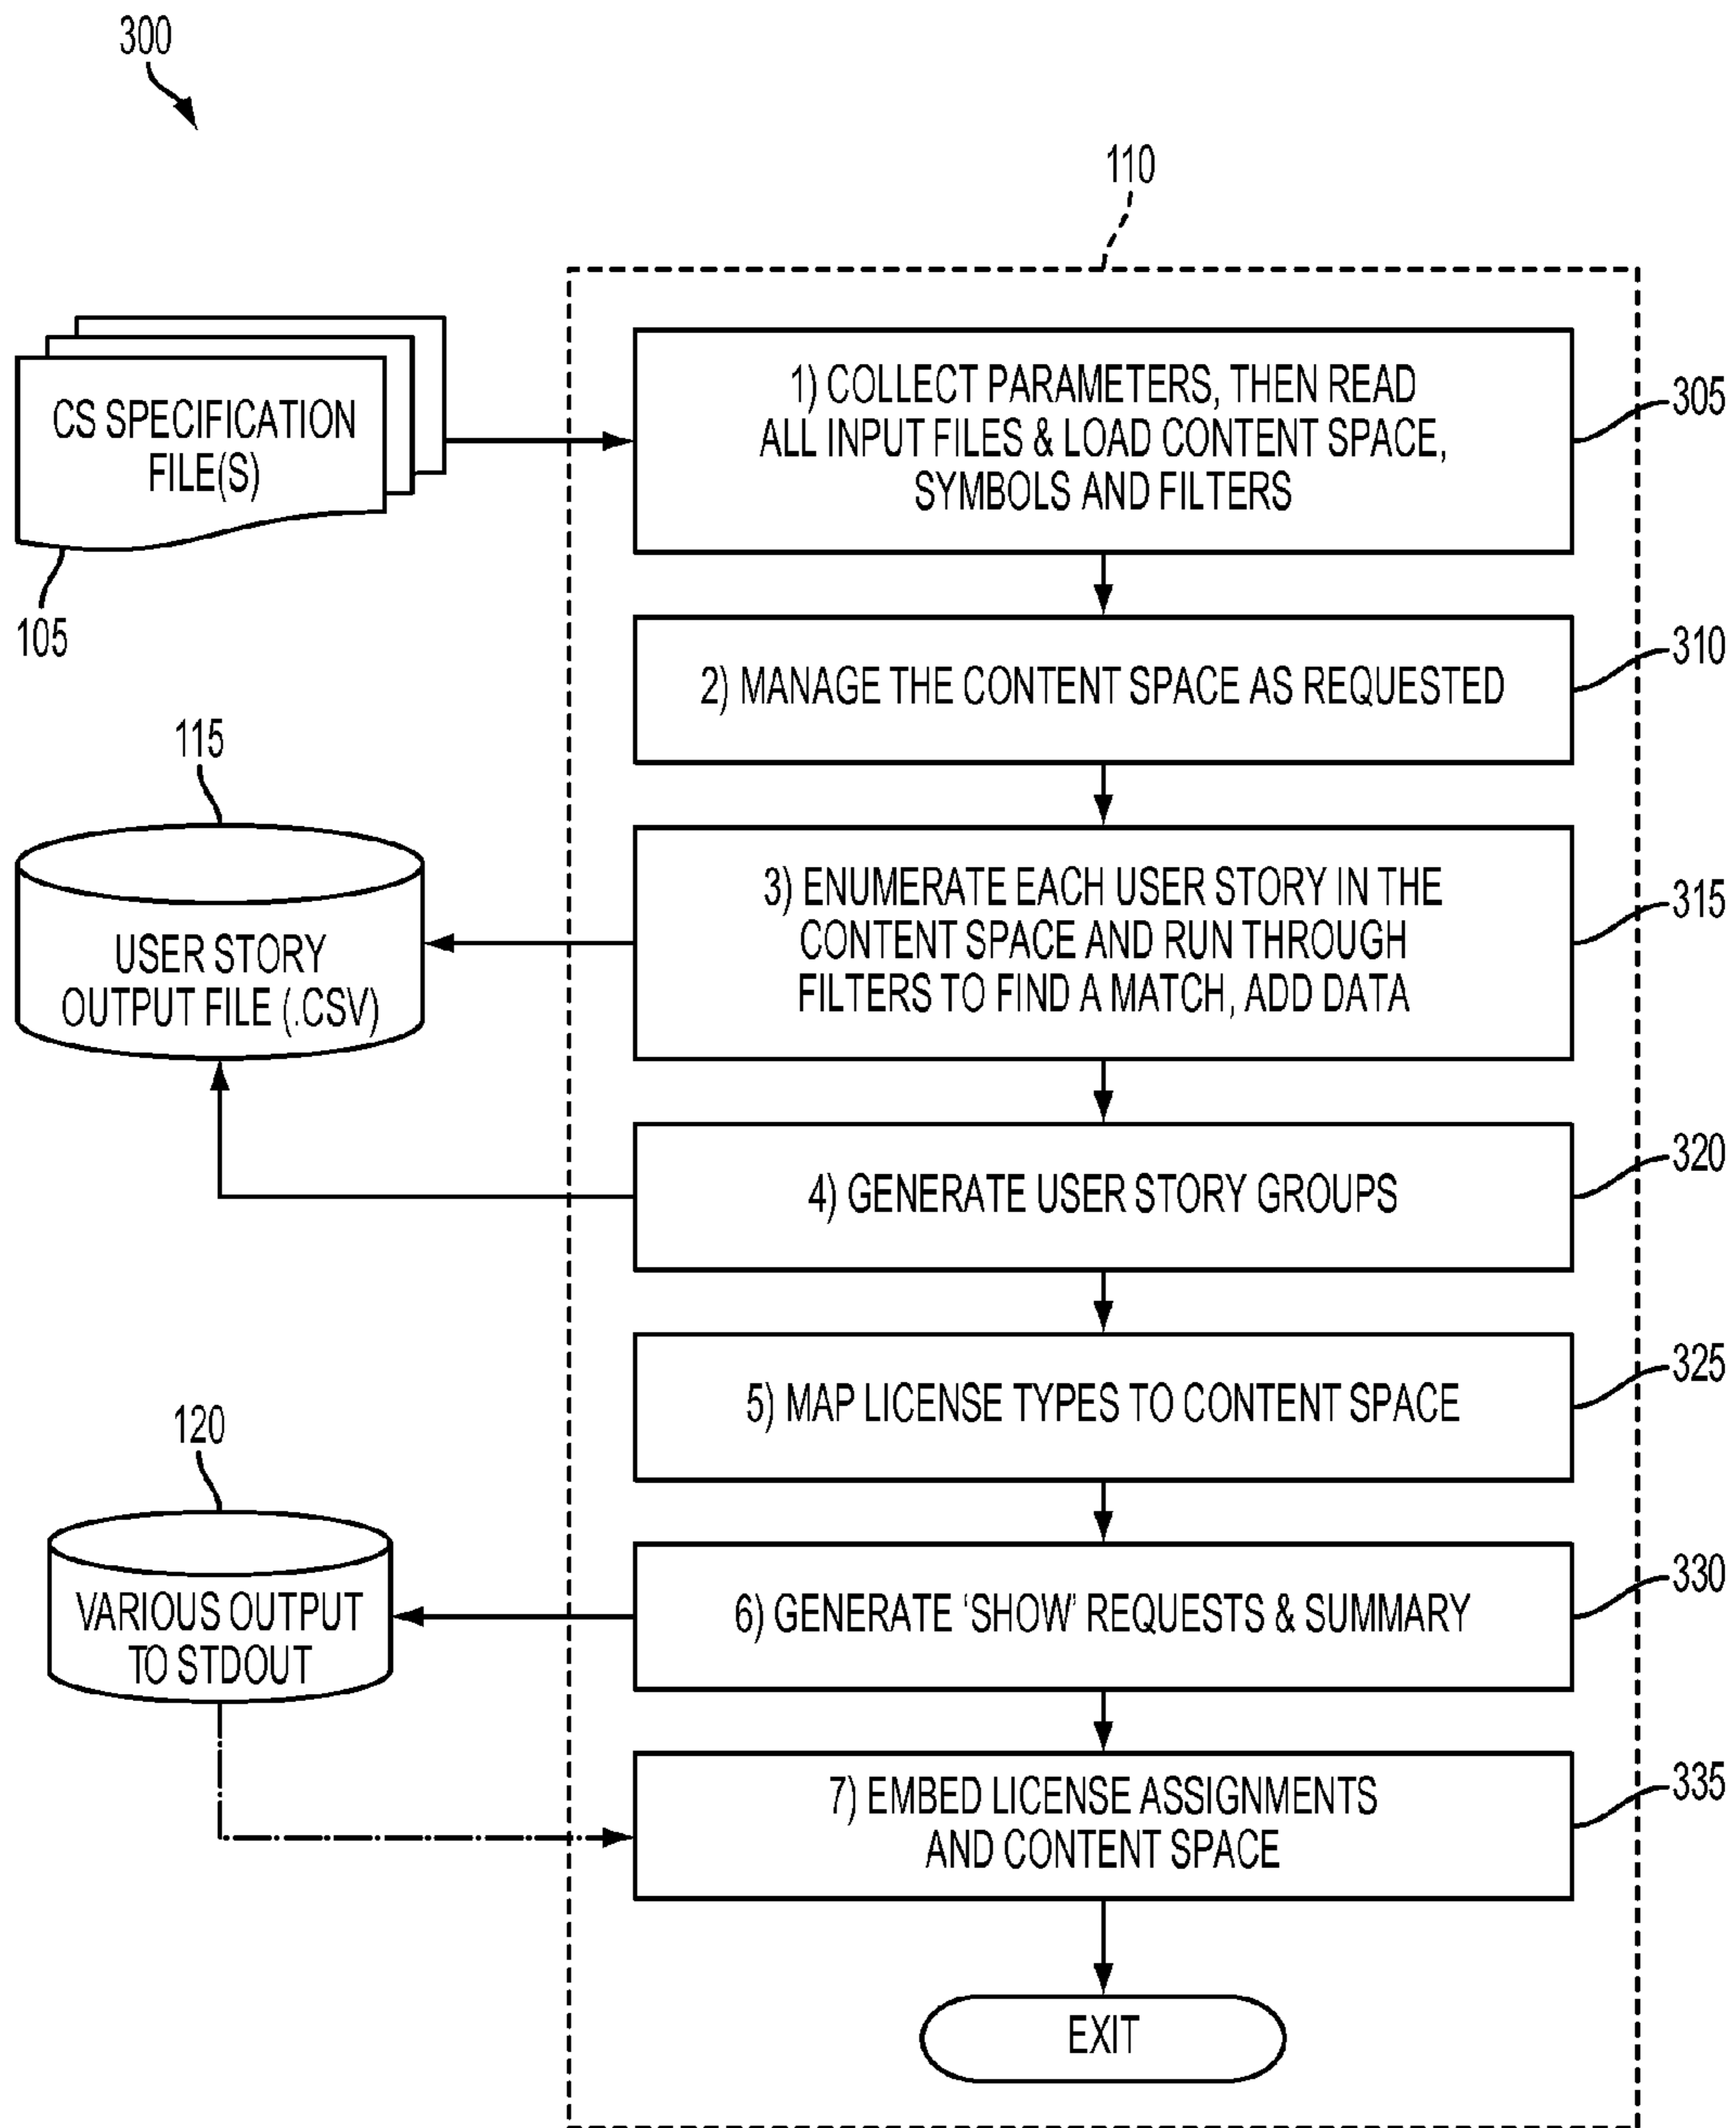 300
110
CS SPECIFICATION
FILE(S)
105
1) COLLECT PARAMETERS, THEN READ
ALL INPUT FILES & LOAD CONTENT SPACE,
SYMBOLS AND FILTERS
305
2) MANAGE THE CONTENT SPACE AS REQUESTED
310
115
USER STORY
OUTPUT FILE (.CSV)
3) ENUMERATE EACH USER STORY IN THE
CONTENT SPACE AND RUN THROUGH
FILTERS TO FIND A MATCH, ADD DATA
315
4) GENERATE USER STORY GROUPS
320
5) MAP LICENSE TYPES TO CONTENT SPACE
325
120
VARIOUS OUTPUT
TO STDOUT
6) GENERATE ‘SHOW’ REQUESTS & SUMMARY
330
7) EMBED LICENSE ASSIGNMENTS
AND CONTENT SPACE
335
EXIT